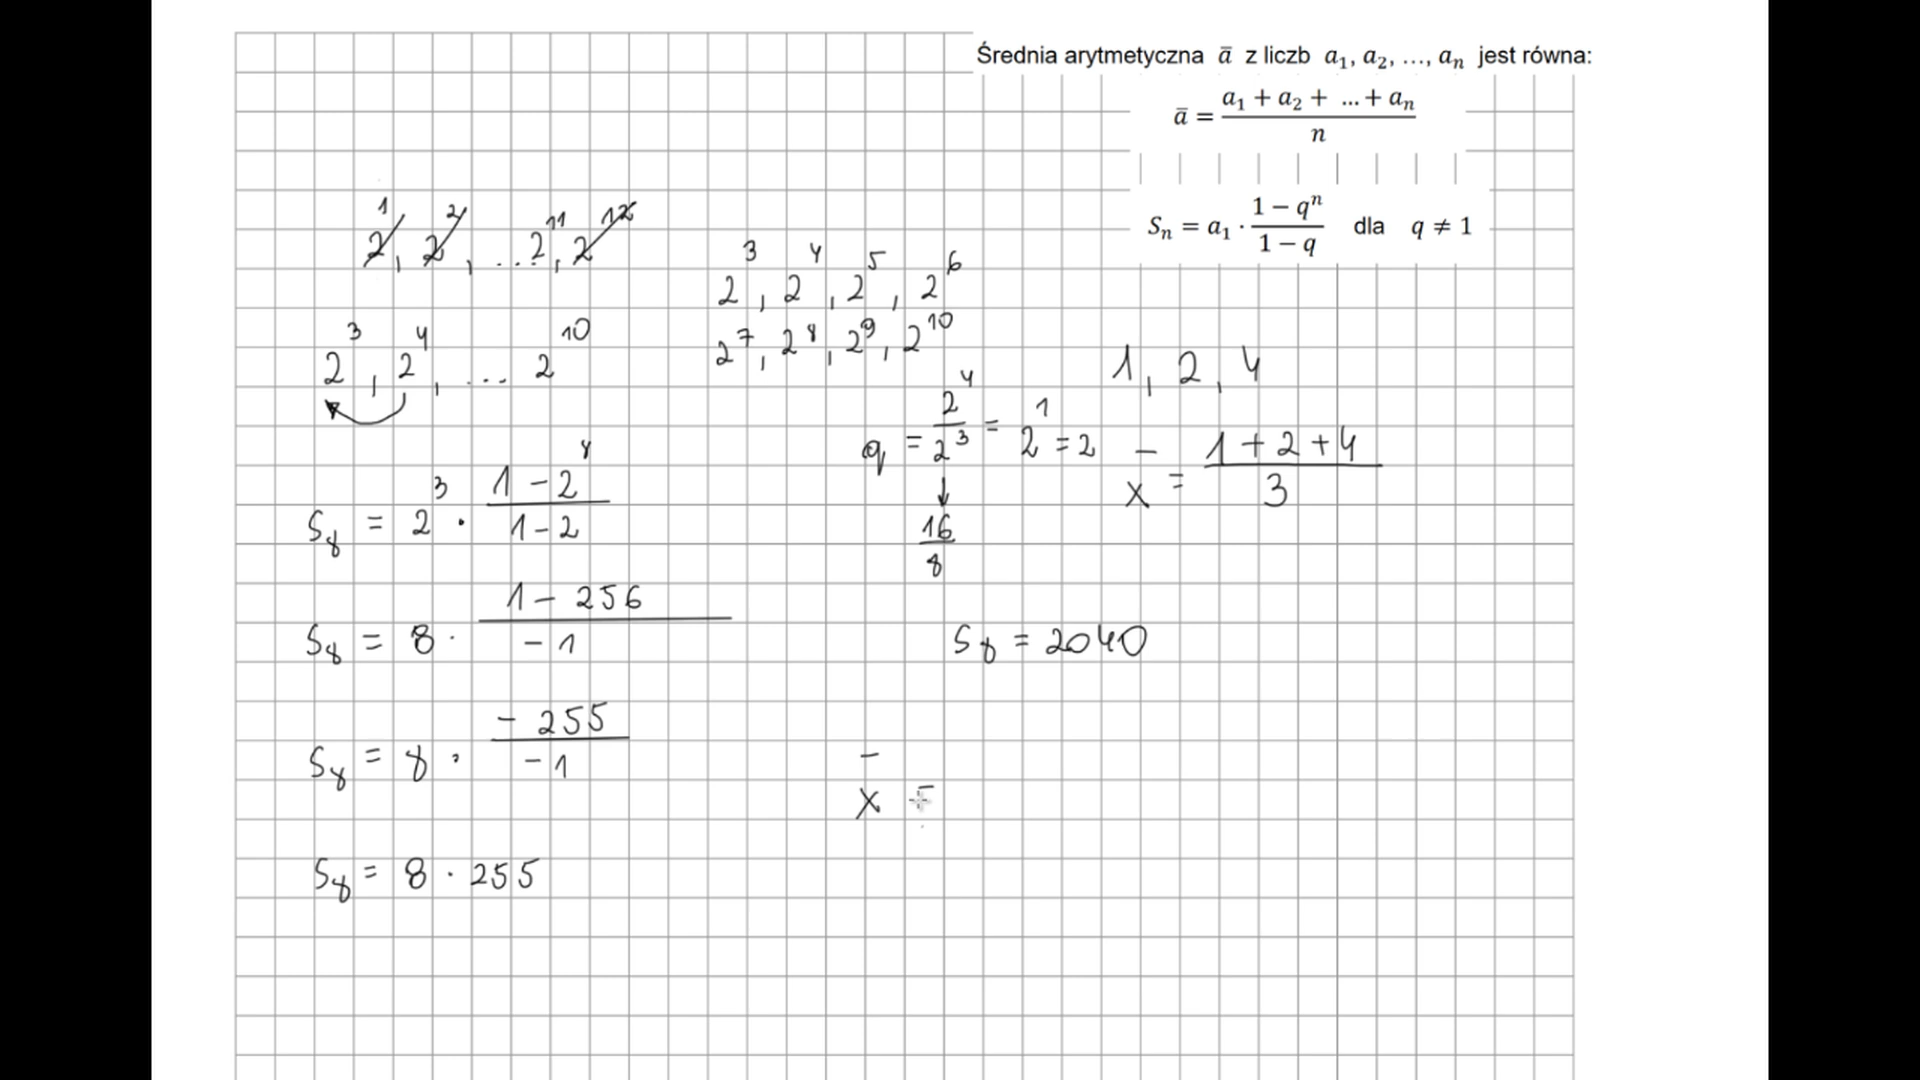 Średnia arytmetyczna ā z liczb a₁, a₂, ..., aₙ jest równa:
ā = (a₁ + a₂ + ... + aₙ) / n
Sₙ = a₁ · (1 − qⁿ) / (1 − q) dla q ≠ 1
2¹, 2², ... 2¹¹, 2¹²
2³, 2⁴, 2⁵, 2⁶
2⁷, 2⁸, 2⁹, 2¹⁰
2³, 2⁴, ... 2¹⁰
1, 2, 4
q = 2⁴ / 2³ = 2¹ = 2
16 / 8
x̄ = (1 + 2 + 4) / 3
S₈ = 2³ · (1 − 2⁸) / (1 − 2)
S₈ = 8 · (1 − 256) / −1
S₈ = 2040
S₈ = 8 · −255 / −1
x̄ =
S₈ = 8 · 255